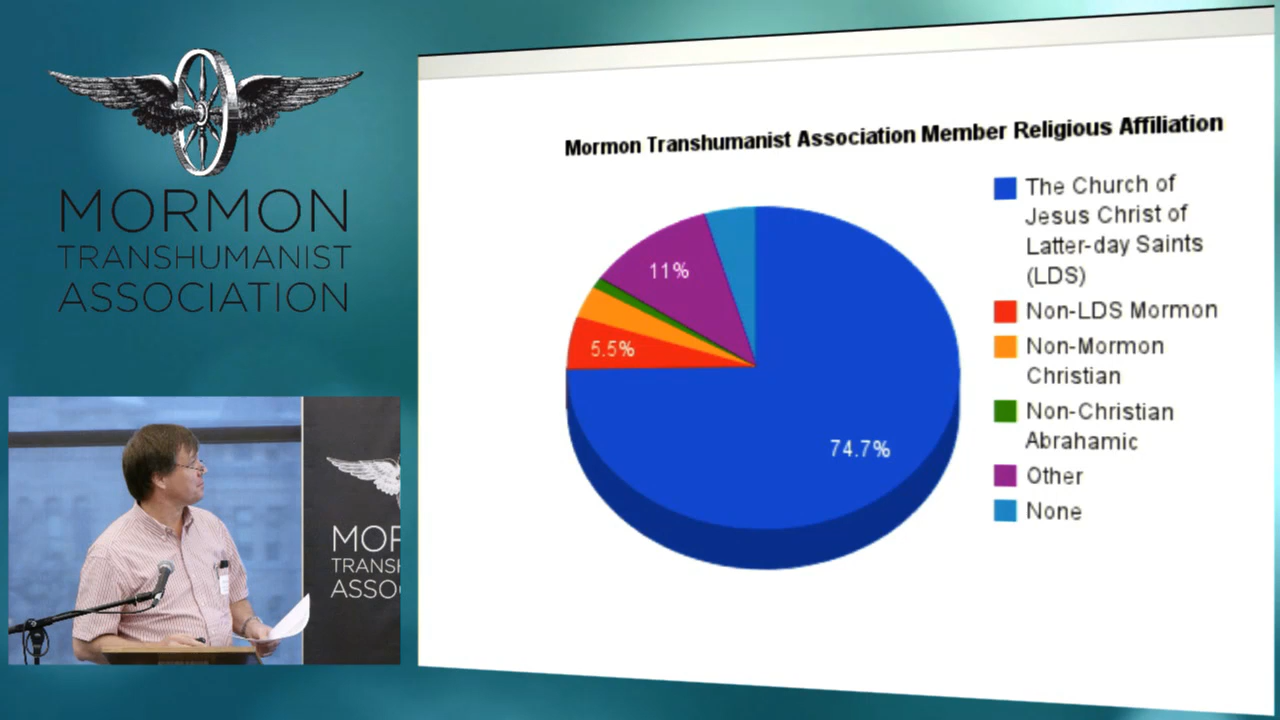 MORMON
TRANSHUMANIST
ASSOCIATION
Mormon Transhumanist Association Member Religious Affiliation
11%
5.5%
74.7%
The Church of
Jesus Christ of
Latter-day Saints
(LDS)
Non-LDS Mormon
Non-Mormon
Christian
Non-Christian
Abrahamic
Other
None
MOR
TRANSH
ASSO